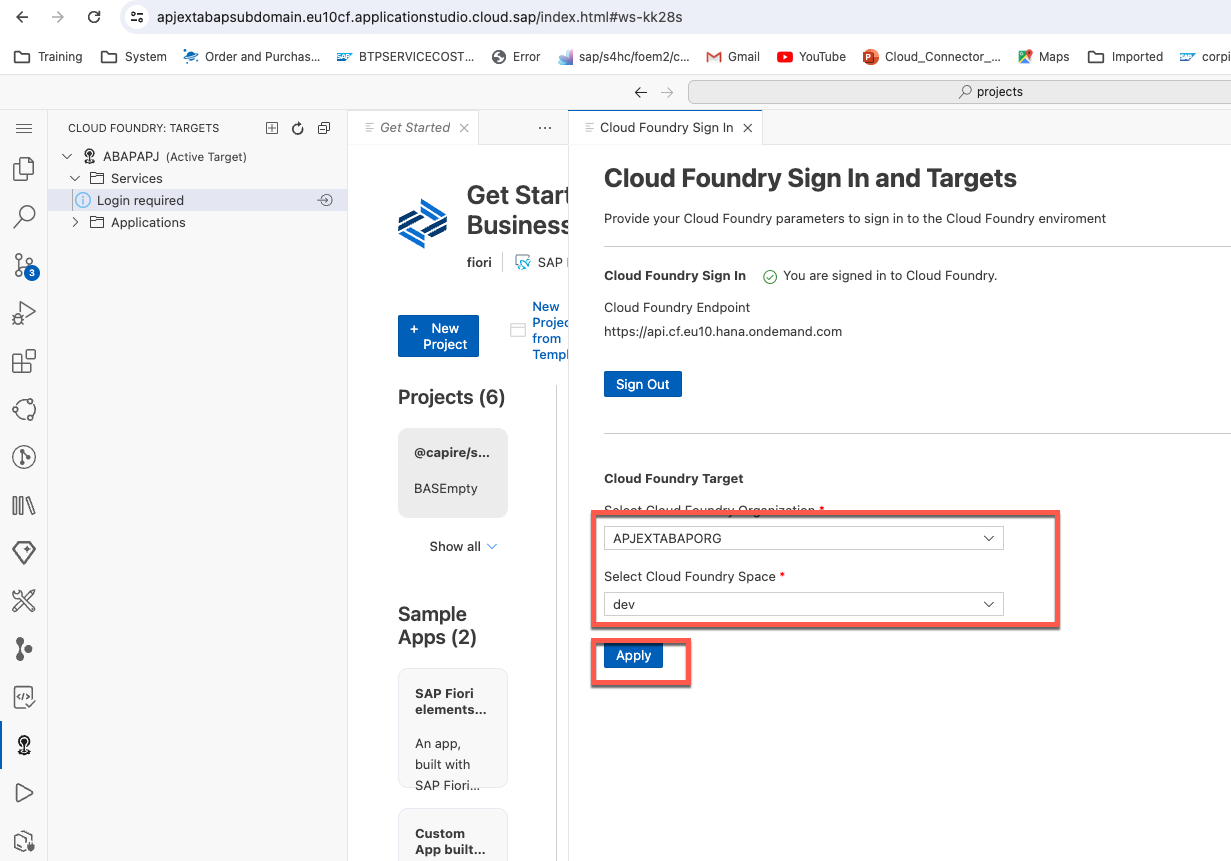 apjextabapsubdomain.eu10cf.applicationstudio.cloud.sap/index.html#ws-kk28s
Training
System
Order and Purchas...
BTPSERVICECOST...
Error
sap/s4hc/foem2/c...
Gmail
YouTube
Cloud_Connector_...
Maps
Imported
corpi
projects
CLOUD FOUNDRY: TARGETS
ABAPAPJ (Active Target)
Services
Login required
Applications
3
Get Started
...
Get Start
Business
fiori
SAP
+ New
Project
New
Projec
from
Templ
Projects (6)
@capire/s...
BASEmpty
Show all
Sample
Apps (2)
SAP Fiori
elements...
An app,
built with
SAP Fiori...
Custom
App built...
Cloud Foundry Sign In
Cloud Foundry Sign In and Targets
Provide your Cloud Foundry parameters to sign in to the Cloud Foundry enviroment
Cloud Foundry Sign In
You are signed in to Cloud Foundry.
Cloud Foundry Endpoint
https://api.cf.eu10.hana.ondemand.com
Sign Out
Cloud Foundry Target
Select Cloud Foundry Organization *
APJEXTABAPORG
Select Cloud Foundry Space *
dev
Apply